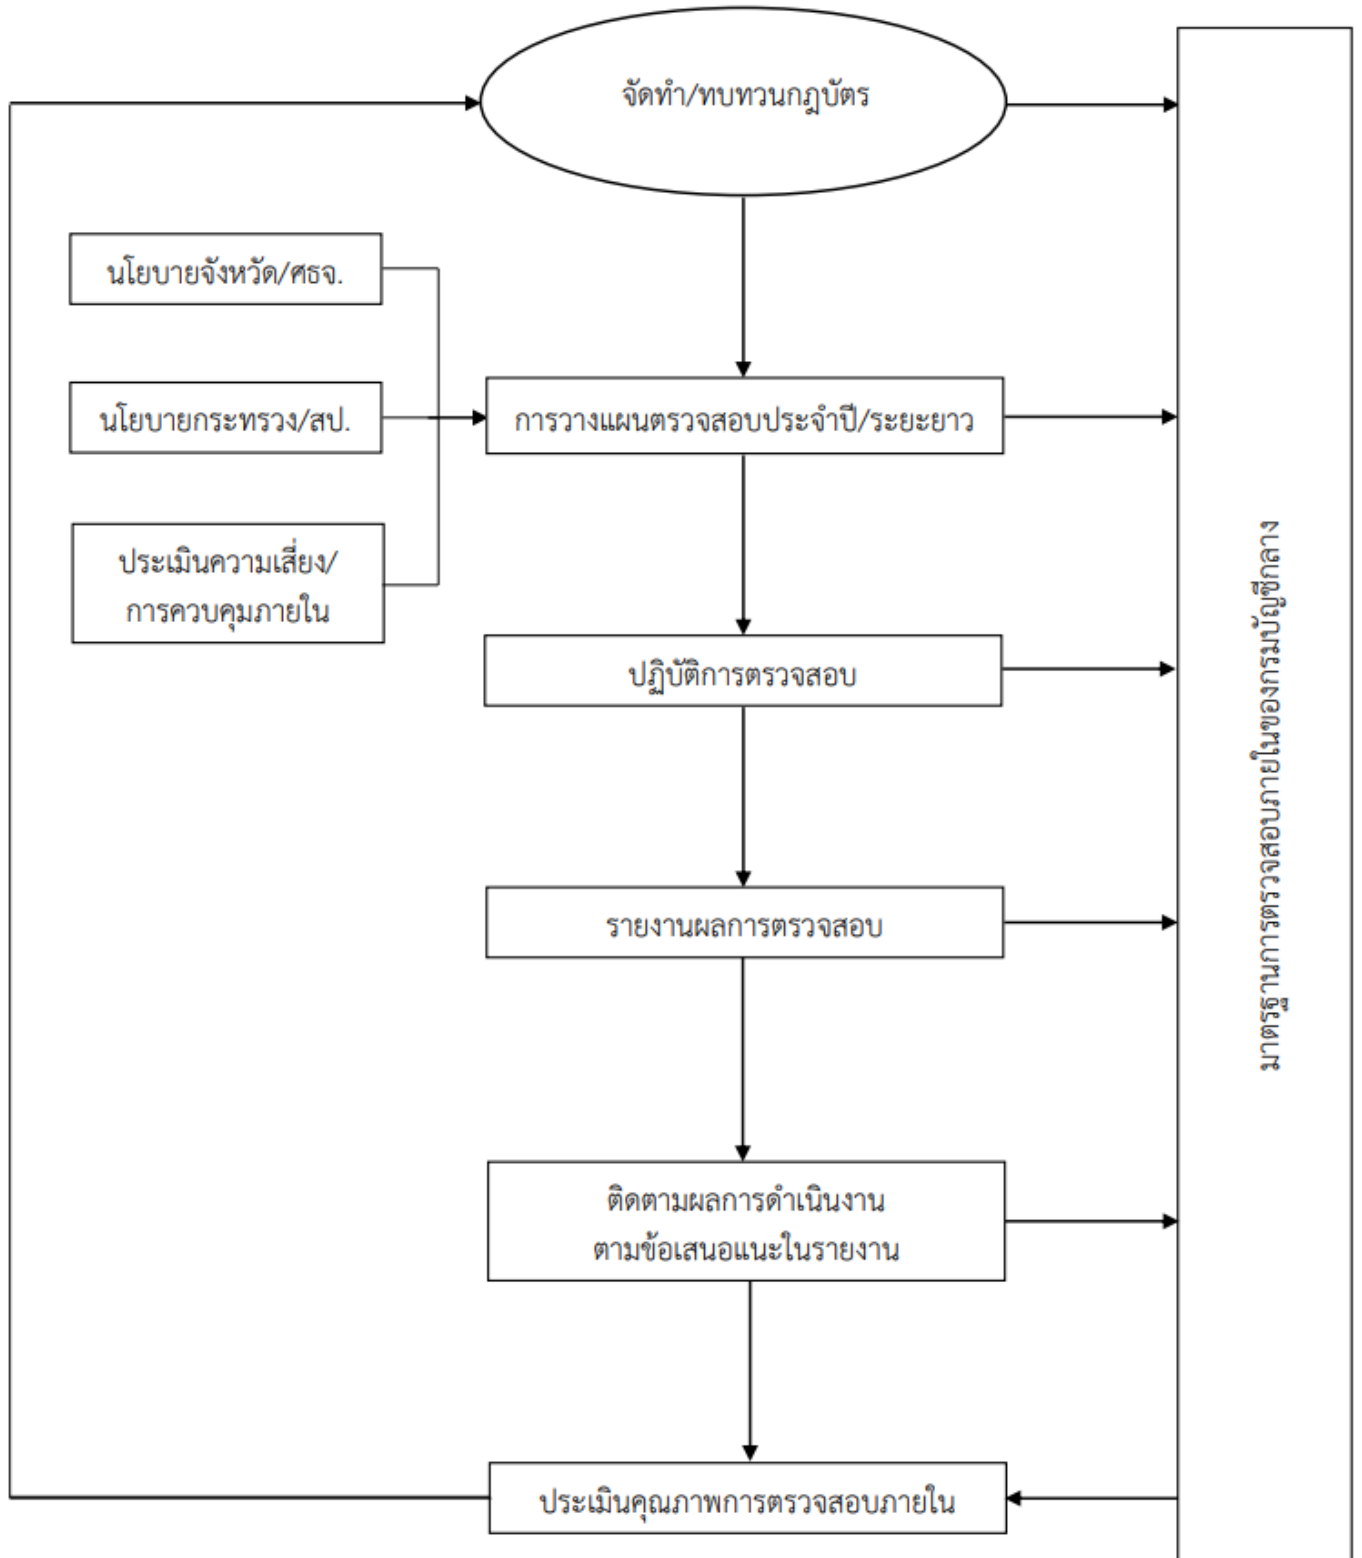 จัดทำ/ทบทวนกฎบัตร
นโยบายจังหวัด/ศธจ.
นโยบายกระทรวง/สป.
การวางแผนตรวจสอบประจำปี/ระยะยาว
ประเมินความเสี่ยง/
การควบคุมภายใน
ปฏิบัติการตรวจสอบ
รายงานผลการตรวจสอบ
ติดตามผลการดำเนินงาน
ตามข้อเสนอแนะในรายงาน
ประเมินคุณภาพการตรวจสอบภายใน
มาตรฐานการตรวจสอบภายในของกรมบัญชีกลาง